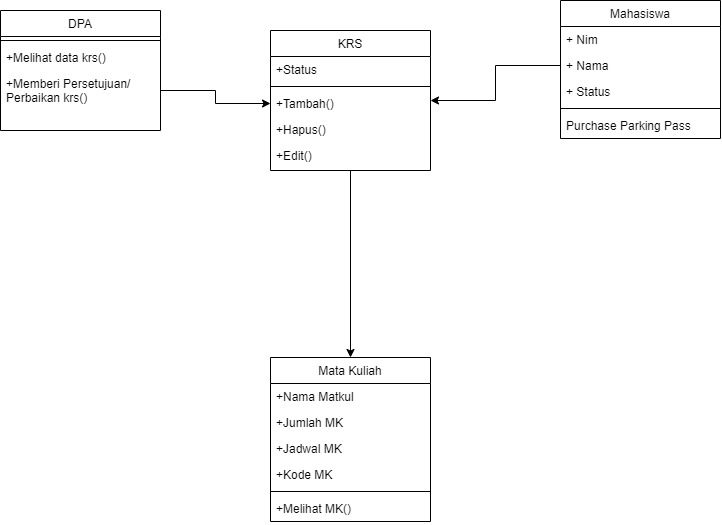 DPA
+Melihat data krs()
+Memberi Persetujuan/
Perbaikan krs()
KRS
+Status
+Tambah()
+Hapus()
+Edit()
Mahasiswa
+ Nim
+ Nama
+ Status
Purchase Parking Pass
Mata Kuliah
+Nama Matkul
+Jumlah MK
+Jadwal MK
+Kode MK
+Melihat MK()